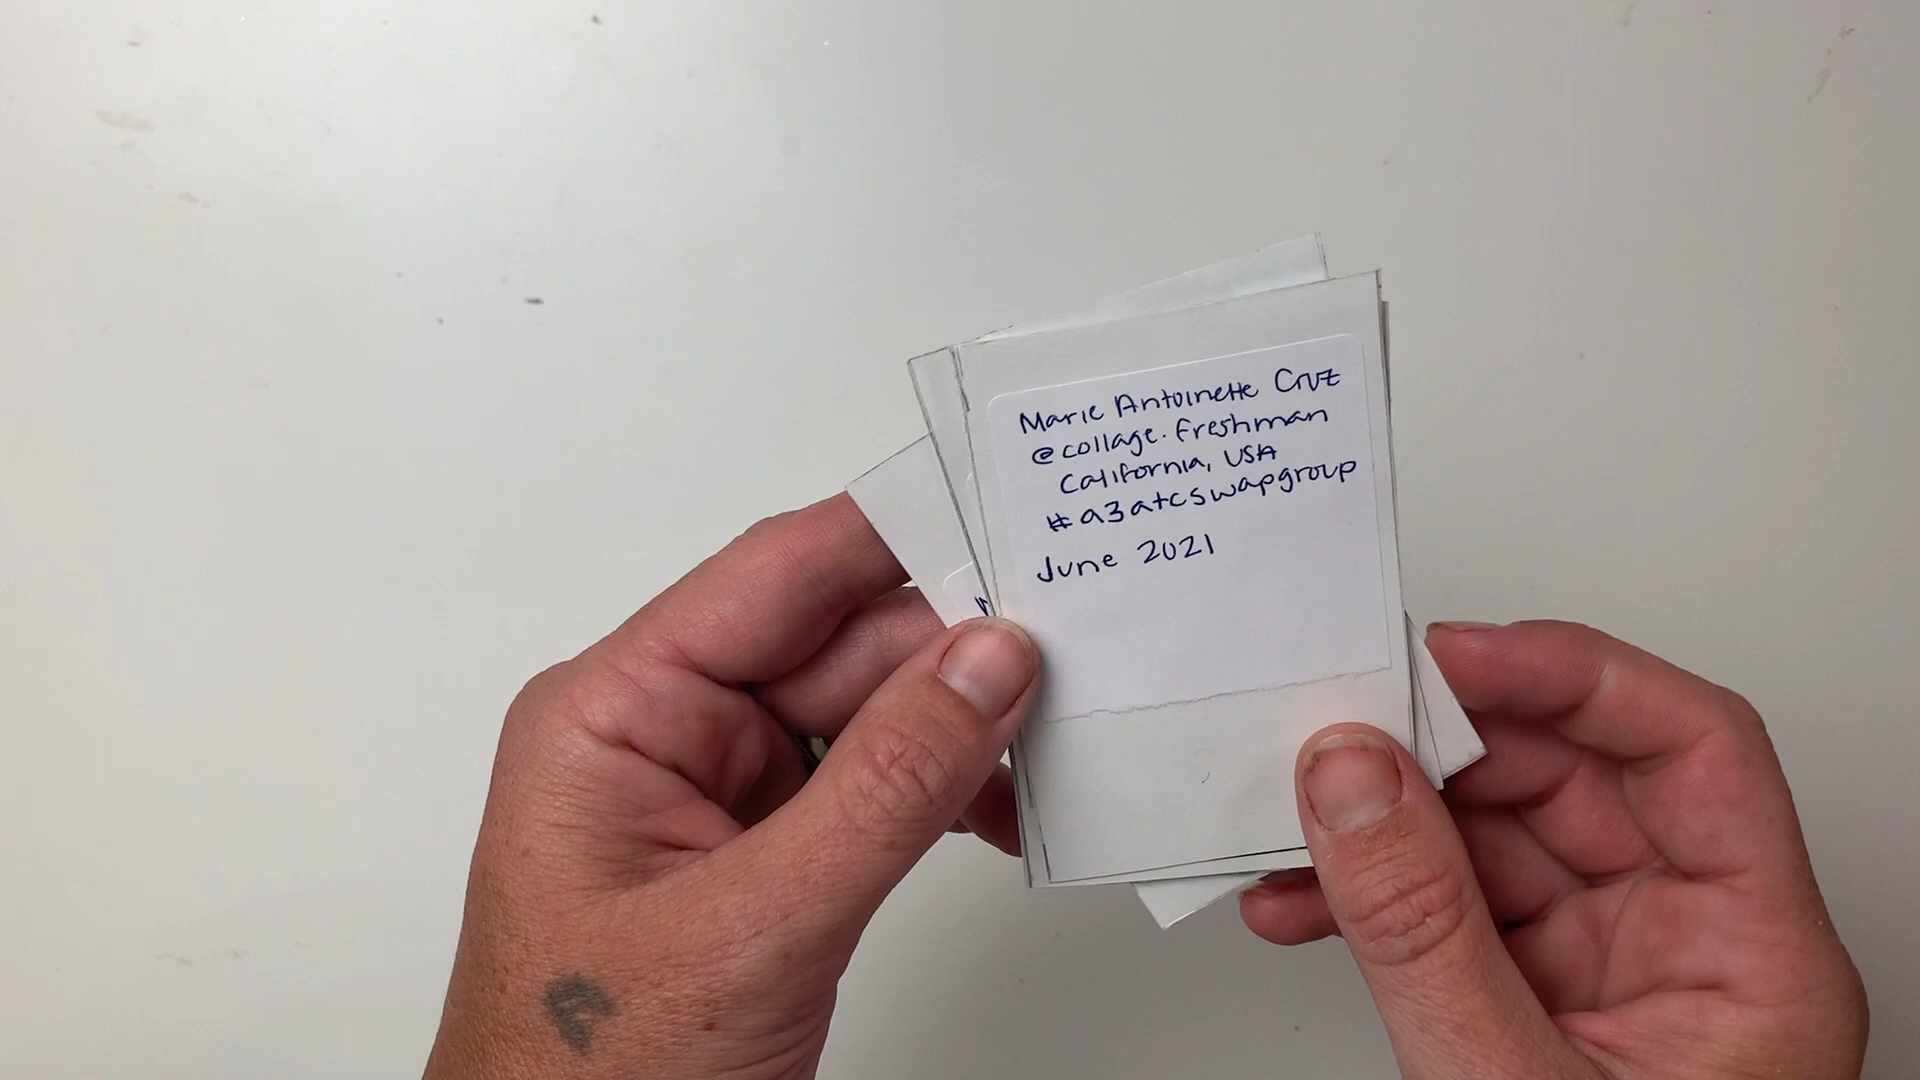 Marie Antoinette Cruz
@collage.freshman
California, USA
#a3atcswapgroup
June 2021